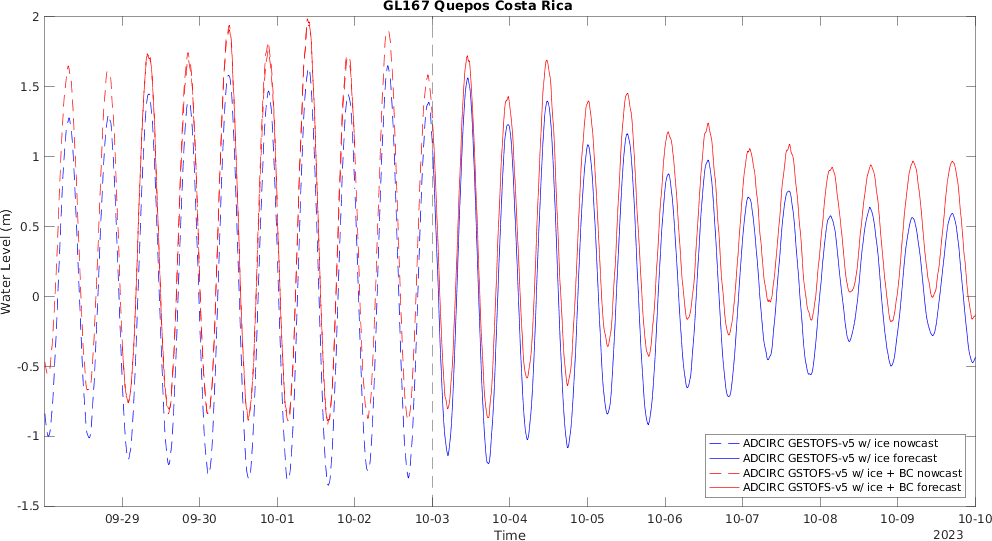 GL167 Quepos Costa Rica
Water Level (m)
2
1.5
1
0.5
0
-0.5
-1
-1.5
ADCIRC GESTOFS-v5 w/ ice nowcast
ADCIRC GESTOFS-v5 w/ ice forecast
ADCIRC GSTOFS-v5 w/ ice + BC nowcast
ADCIRC GSTOFS-v5 w/ ice + BC forecast
09-29 09-30 10-01 10-02 10-03 10-04 10-05 10-06 10-07 10-08 10-09 10-10
Time
2023